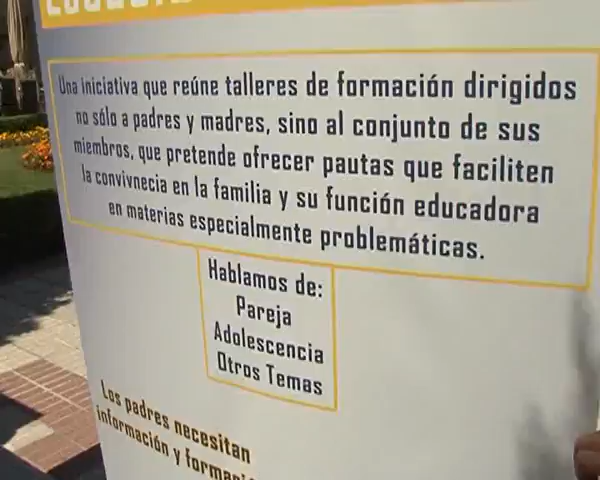 Una iniciativa que reúne talleres de formación dirigidos
no sólo a padres y madres, sino al conjunto de sus
miembros, que pretende ofrecer pautas que faciliten
la convivnecia en la familia y su función educadora
en materias especialmente problemáticas.
Hablamos de:
Pareja
Adolescencia
Otros Temas
Los padres necesitan
información y